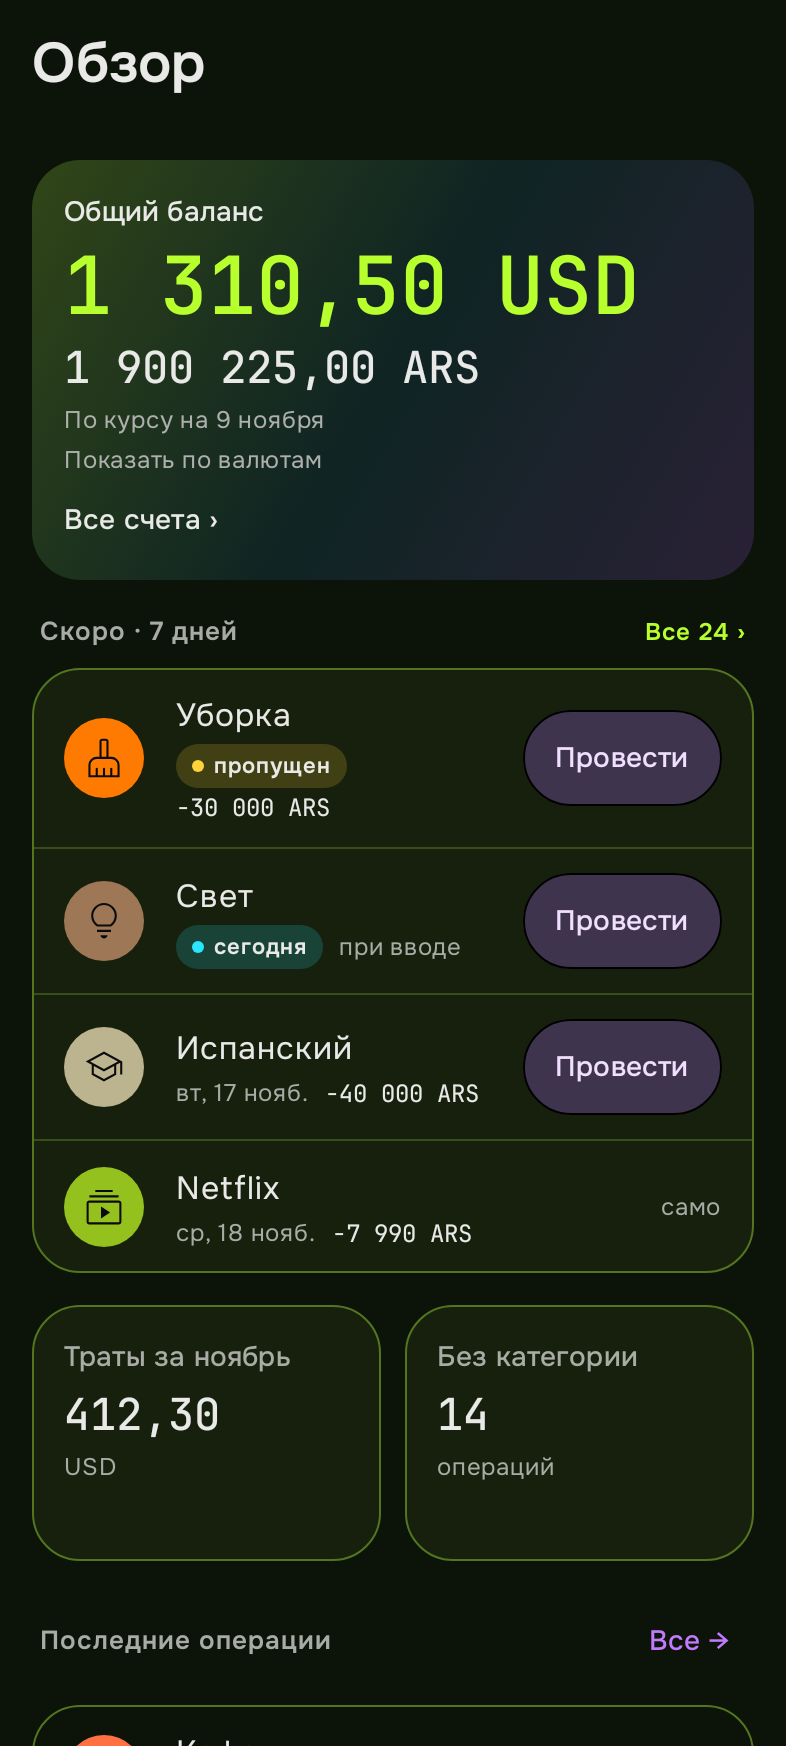 Обзор
Общий баланс
1 310,50 USD
1 900 225,00 ARS
По курсу на 9 ноября
Показать по валютам
Все счета ›
Скоро · 7 дней
Все 24 ›
Уборка
пропущен
-30 000 ARS
Провести
Свет
сегодня при вводе
Провести
Испанский
вт, 17 нояб. -40 000 ARS
Провести
Netflix
ср, 18 нояб. -7 990 ARS
само
Траты за ноябрь
412,30
USD
Без категории
14
операций
Последние операции
Все →